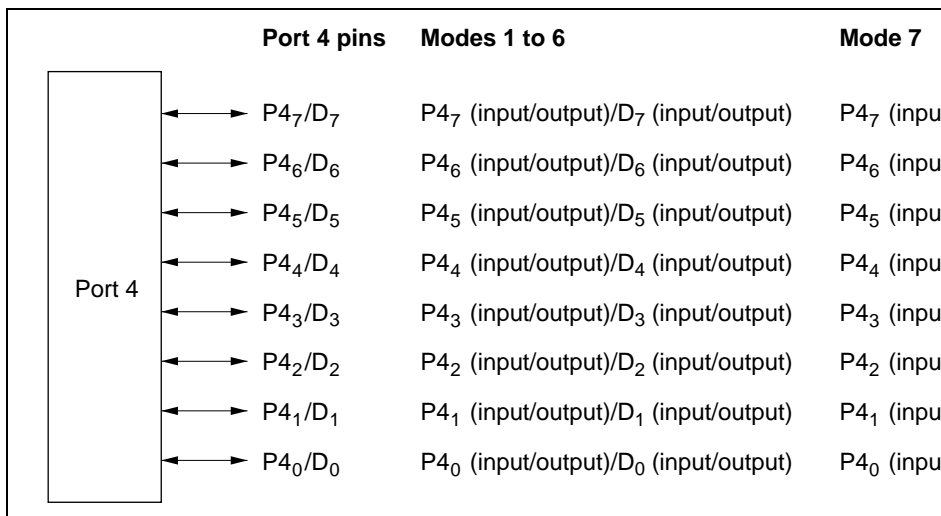 Port 4 pins Modes 1 to 6 Mode 7
P4₇/D₇ P4₇ (input/output)/D₇ (input/output) P4₇ (inpu
P4₆/D₆ P4₆ (input/output)/D₆ (input/output) P4₆ (inpu
P4₅/D₅ P4₅ (input/output)/D₅ (input/output) P4₅ (inpu
P4₄/D₄ P4₄ (input/output)/D₄ (input/output) P4₄ (inpu
Port 4
P4₃/D₃ P4₃ (input/output)/D₃ (input/output) P4₃ (inpu
P4₂/D₂ P4₂ (input/output)/D₂ (input/output) P4₂ (inpu
P4₁/D₁ P4₁ (input/output)/D₁ (input/output) P4₁ (inpu
P4₀/D₀ P4₀ (input/output)/D₀ (input/output) P4₀ (inpu